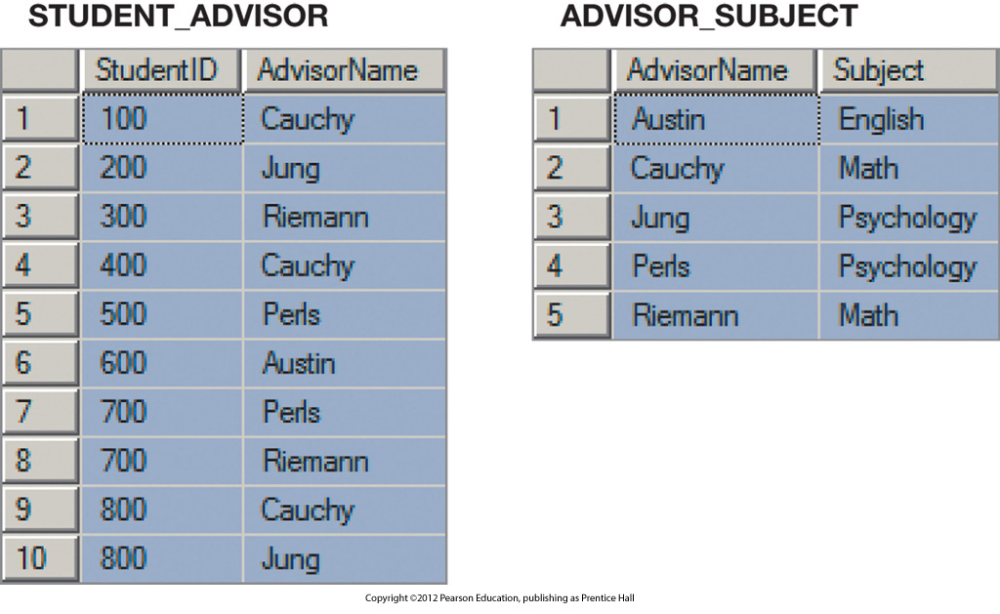 STUDENT_ADVISOR
StudentID AdvisorName
1 100 Cauchy
2 200 Jung
3 300 Riemann
4 400 Cauchy
5 500 Perls
6 600 Austin
7 700 Perls
8 700 Riemann
9 800 Cauchy
10 800 Jung
ADVISOR_SUBJECT
AdvisorName Subject
1 Austin English
2 Cauchy Math
3 Jung Psychology
4 Perls Psychology
5 Riemann Math
Copyright ©2012 Pearson Education, publishing as Prentice Hall